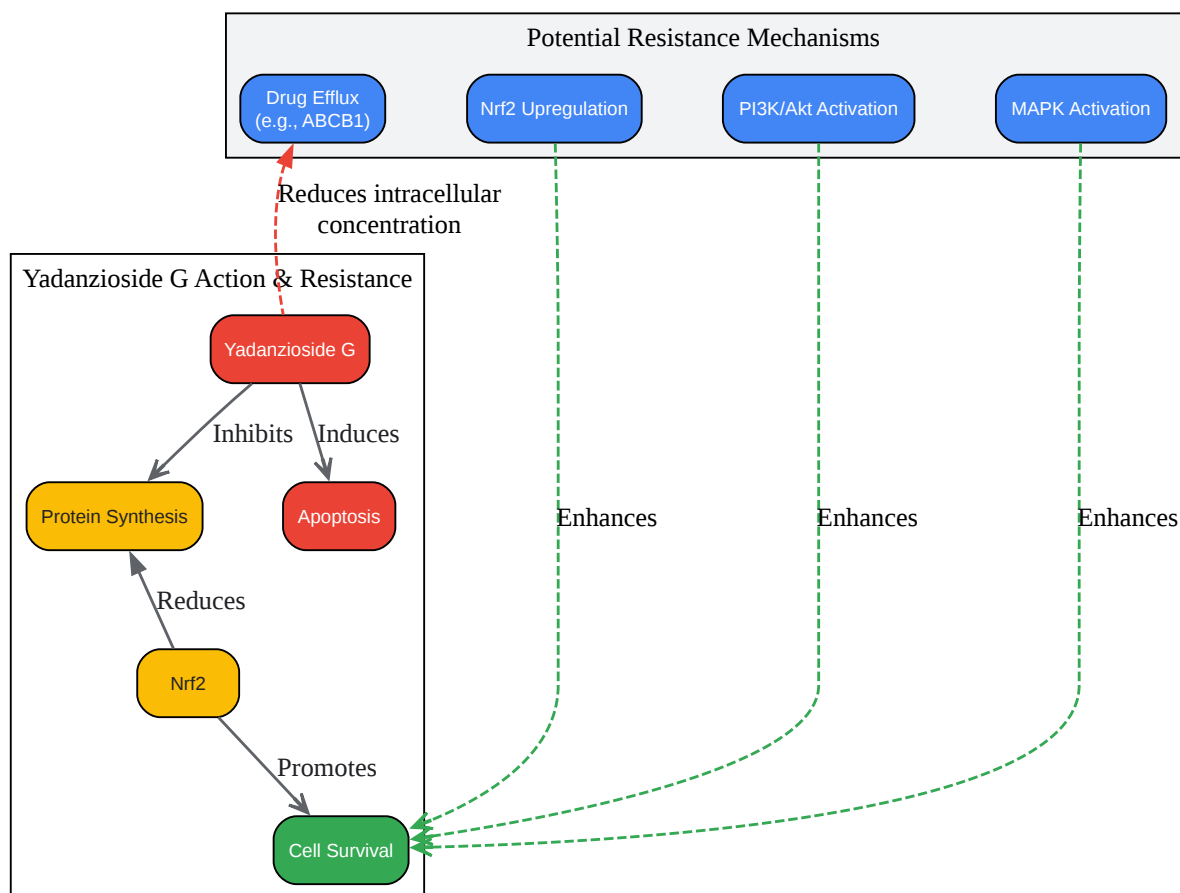 Potential Resistance Mechanisms
Drug Efflux
(e.g., ABCB1)
Nrf2 Upregulation
PI3K/Akt Activation
MAPK Activation
Reduces intracellular
concentration
Yadanzioside G Action & Resistance
Yadanzioside G
Inhibits
Induces
Protein Synthesis
Apoptosis
Enhances
Enhances
Enhances
Reduces
Nrf2
Promotes
Cell Survival